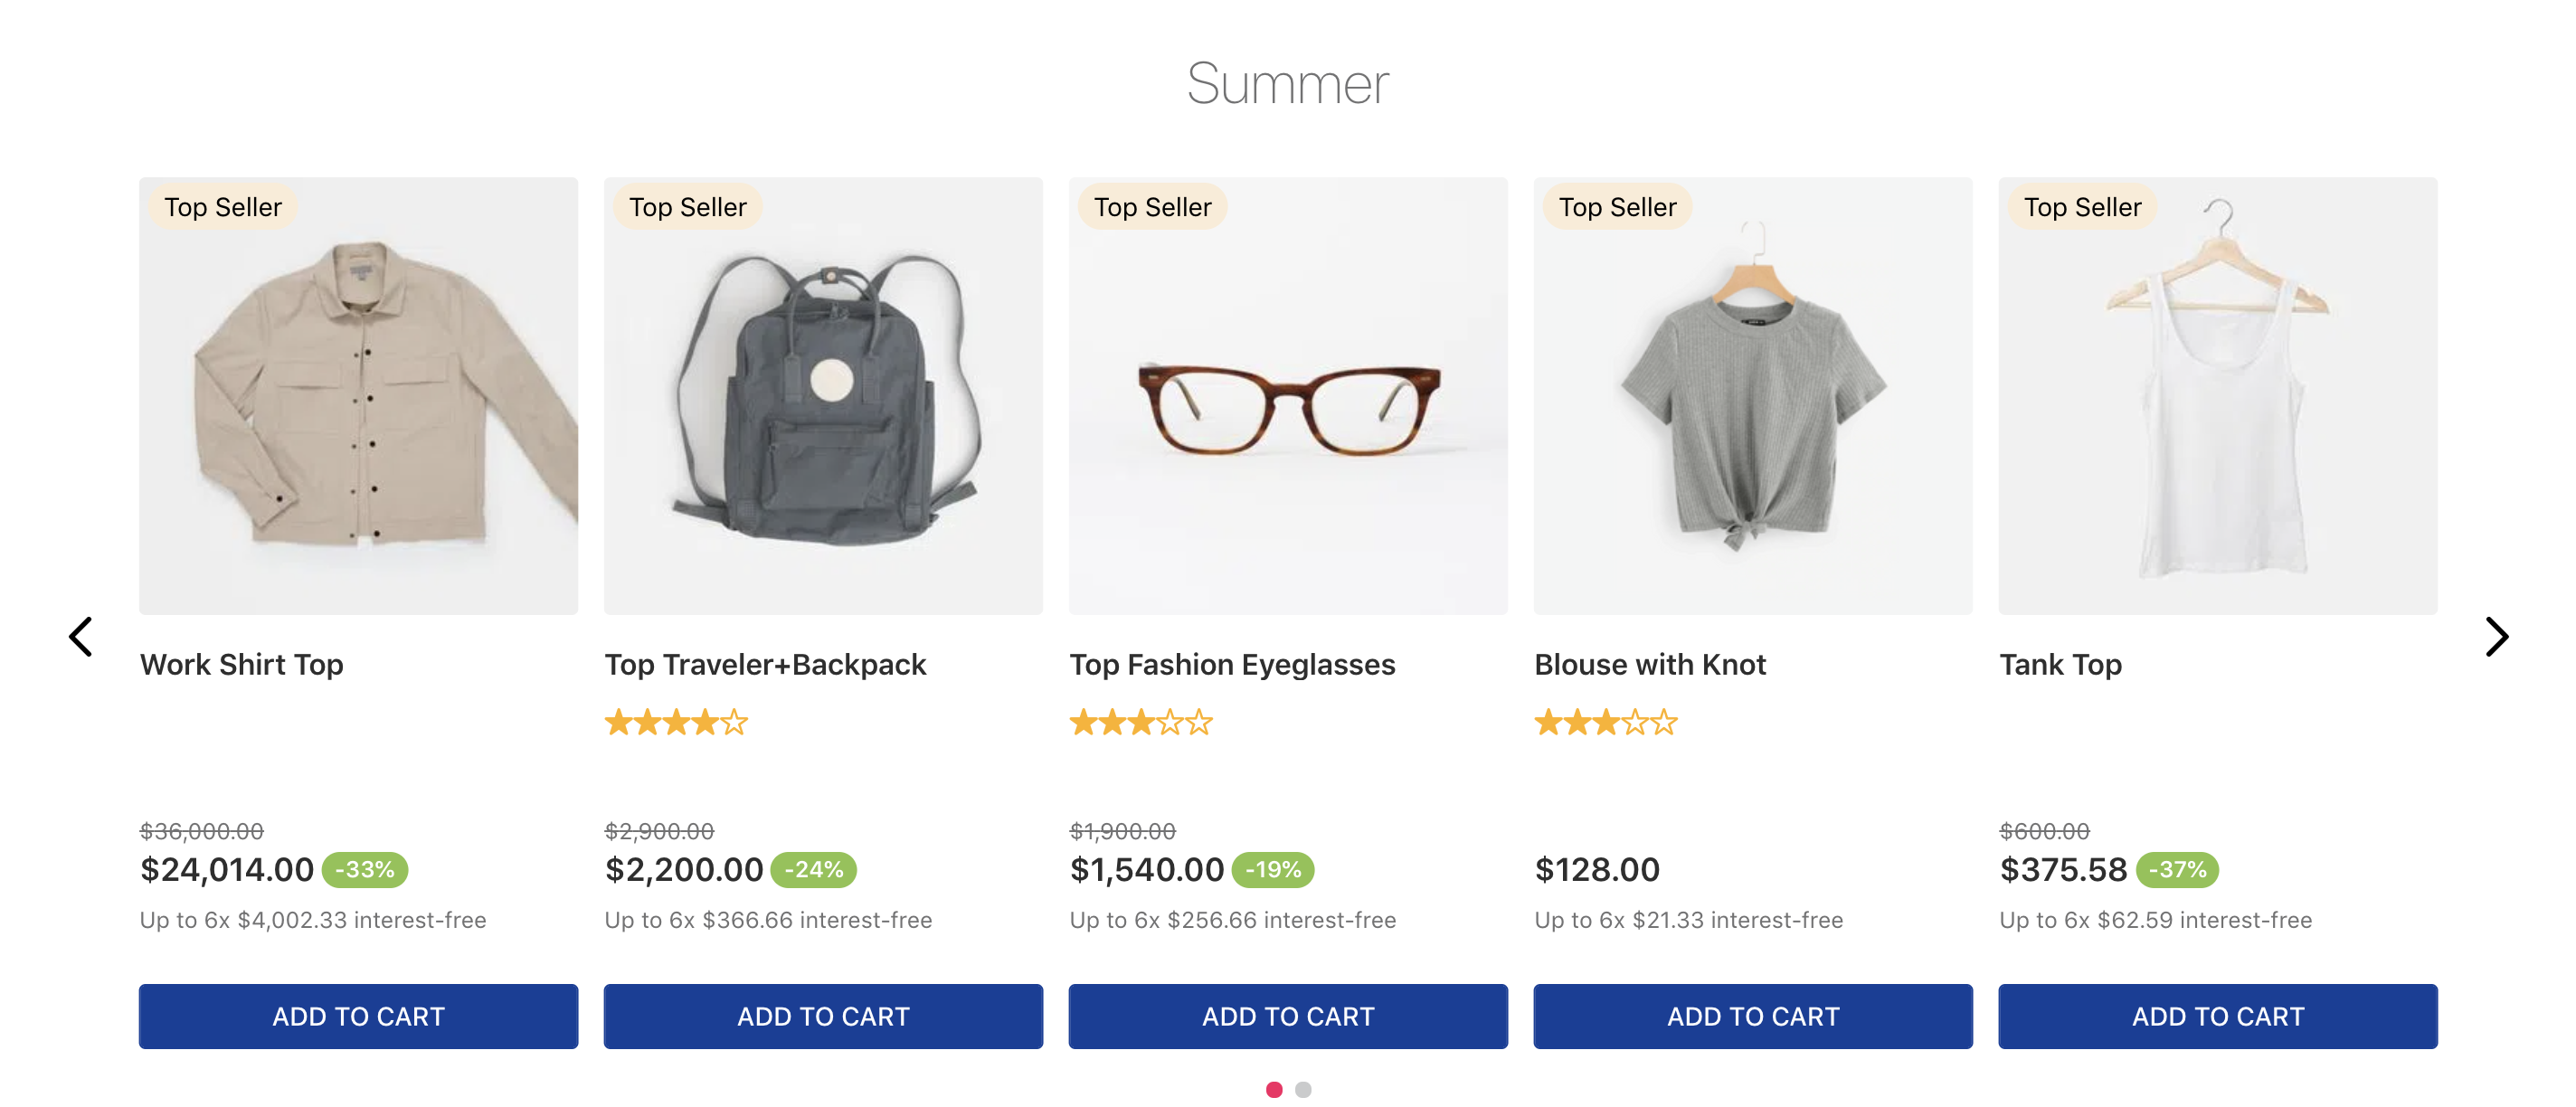 Summer
Top Seller
Work Shirt Top
$36,000.00
$24,014.00 -33%
Up to 6x $4,002.33 interest-free
ADD TO CART
Top Seller
Top Traveler+Backpack
$2,900.00
$2,200.00 -24%
Up to 6x $366.66 interest-free
ADD TO CART
Top Seller
Top Fashion Eyeglasses
$1,900.00
$1,540.00 -19%
Up to 6x $256.66 interest-free
ADD TO CART
Top Seller
Blouse with Knot
$128.00
Up to 6x $21.33 interest-free
ADD TO CART
Top Seller
Tank Top
$600.00
$375.58 -37%
Up to 6x $62.59 interest-free
ADD TO CART